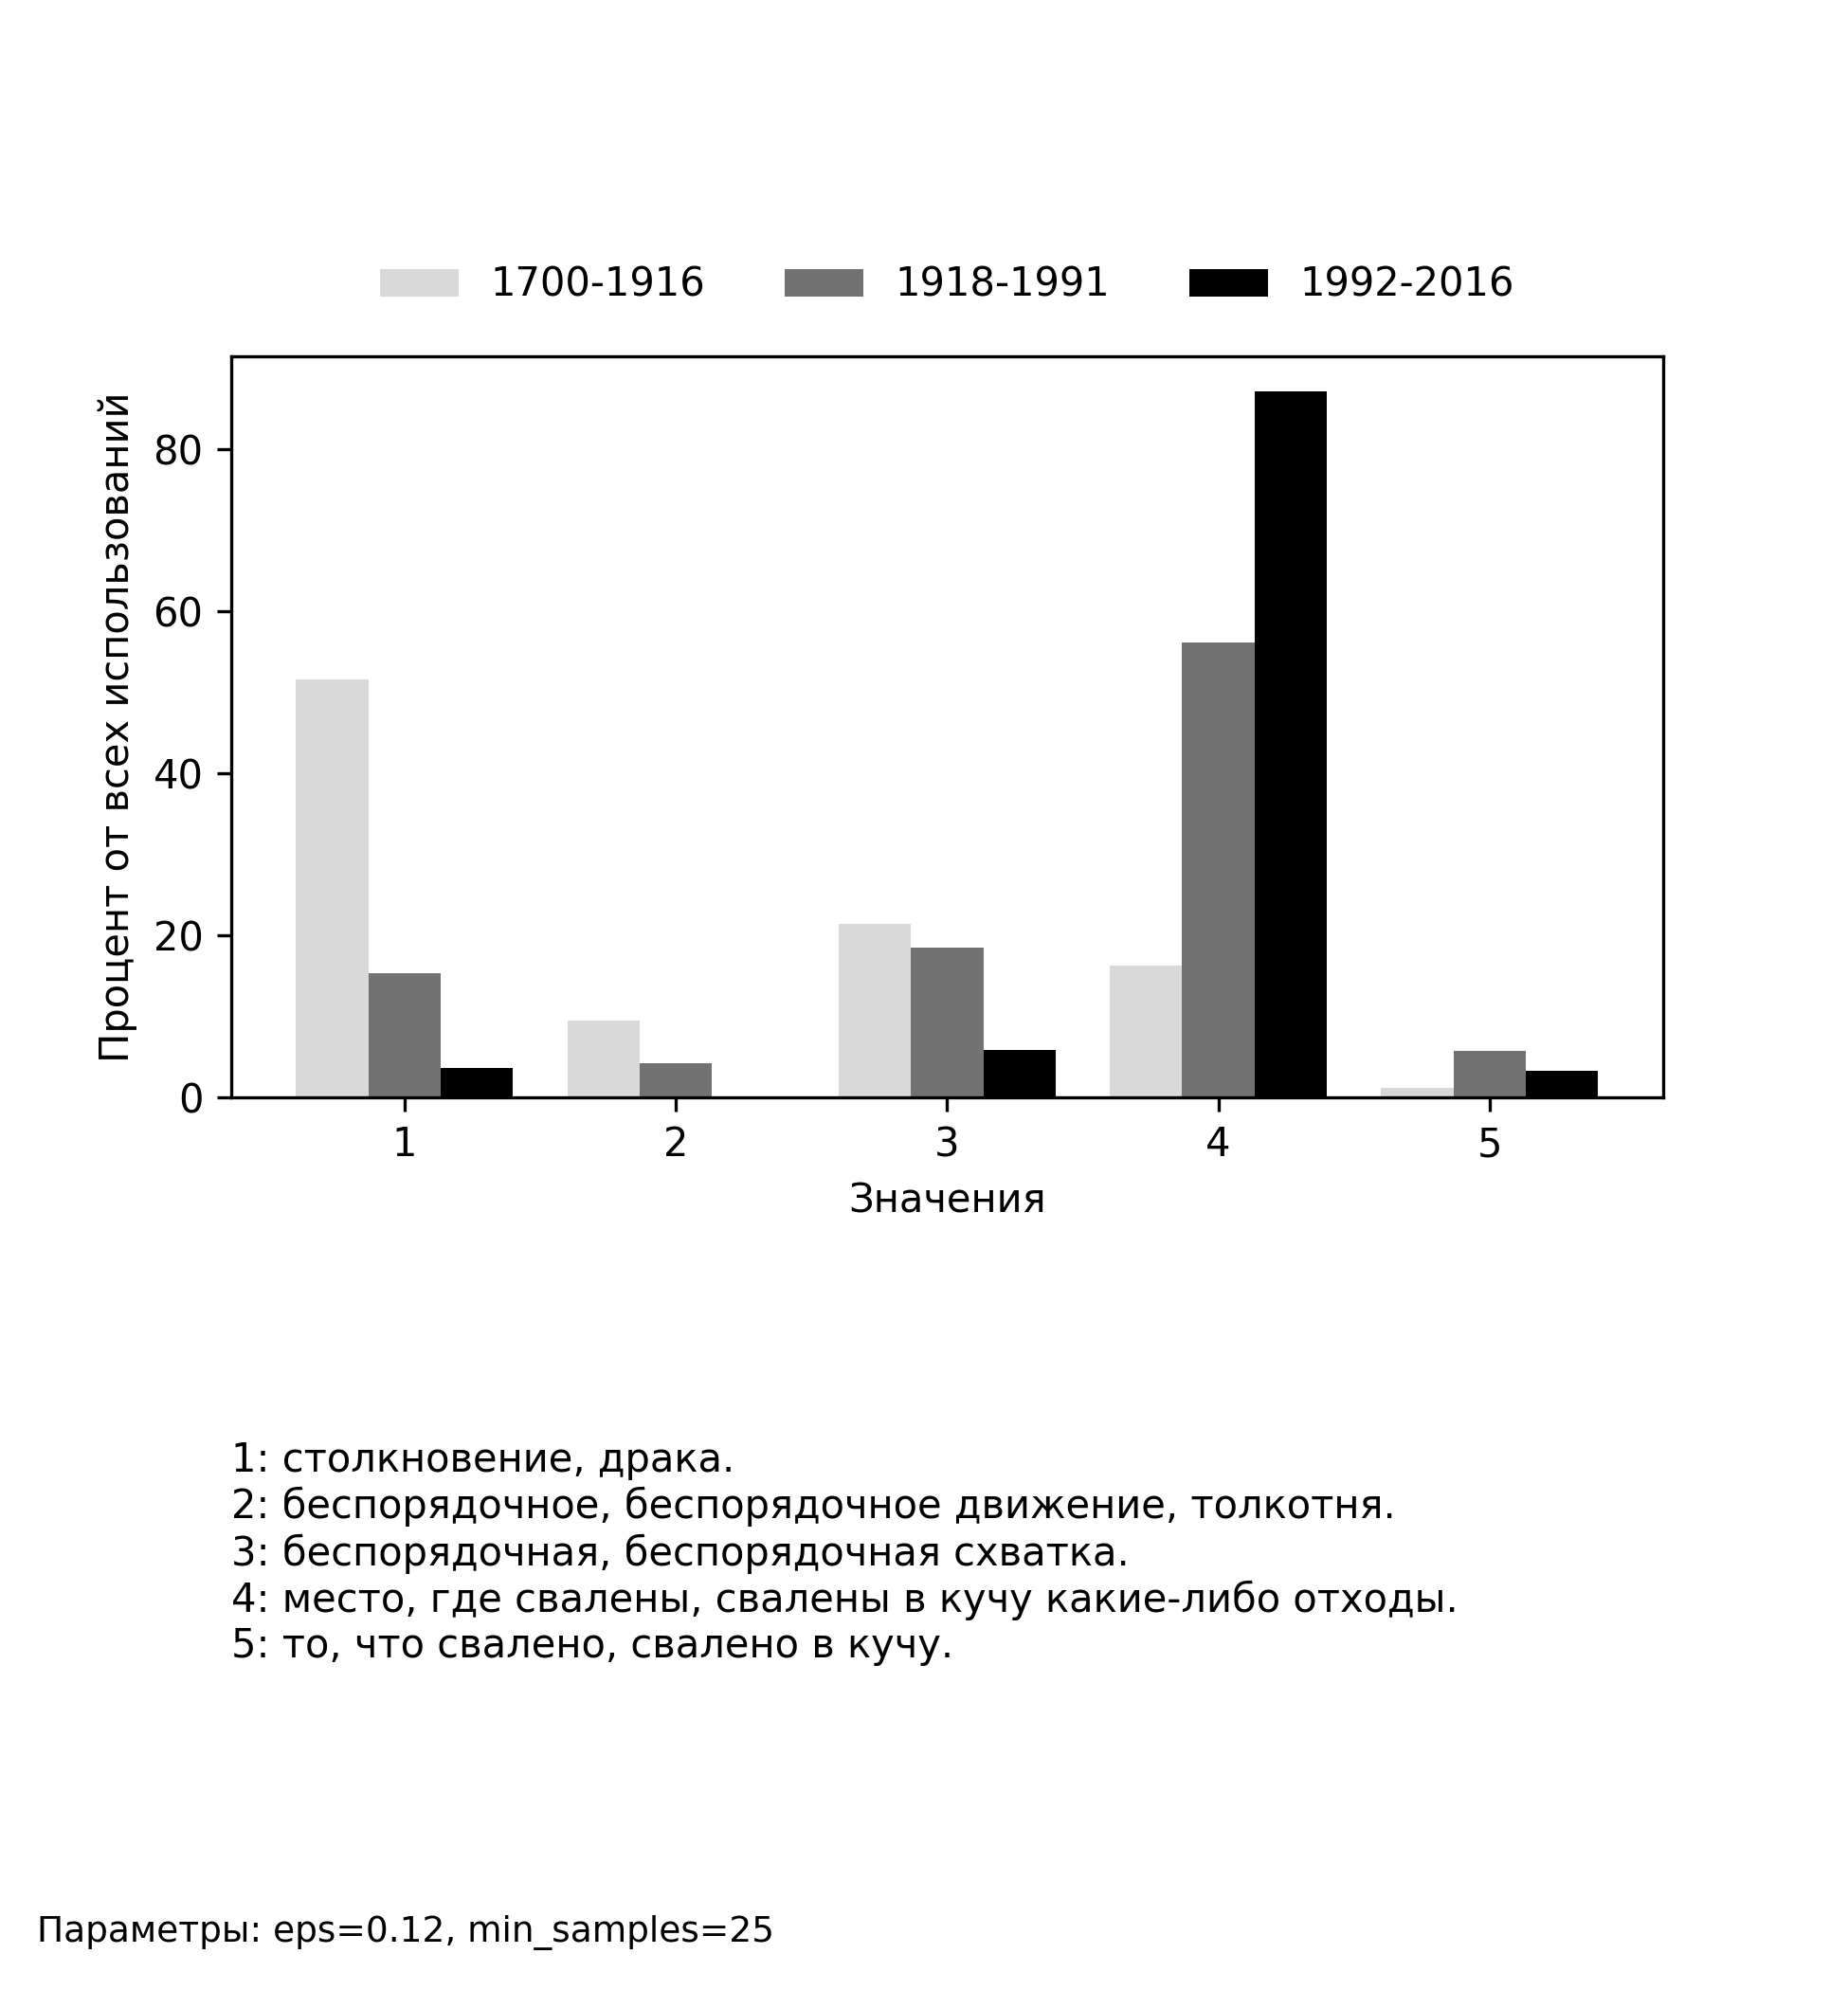 1700-1916 1918-1991 1992-2016
Процент от всех использований
80
60
40
20
0
1 2 3 4 5
Значения
1: столкновение, драка.
2: беспорядочное, беспорядочное движение, толкотня.
3: беспорядочная, беспорядочная схватка.
4: место, где свалены, свалены в кучу какие-либо отходы.
5: то, что свалено, свалено в кучу.
Параметры: eps=0.12, min_samples=25